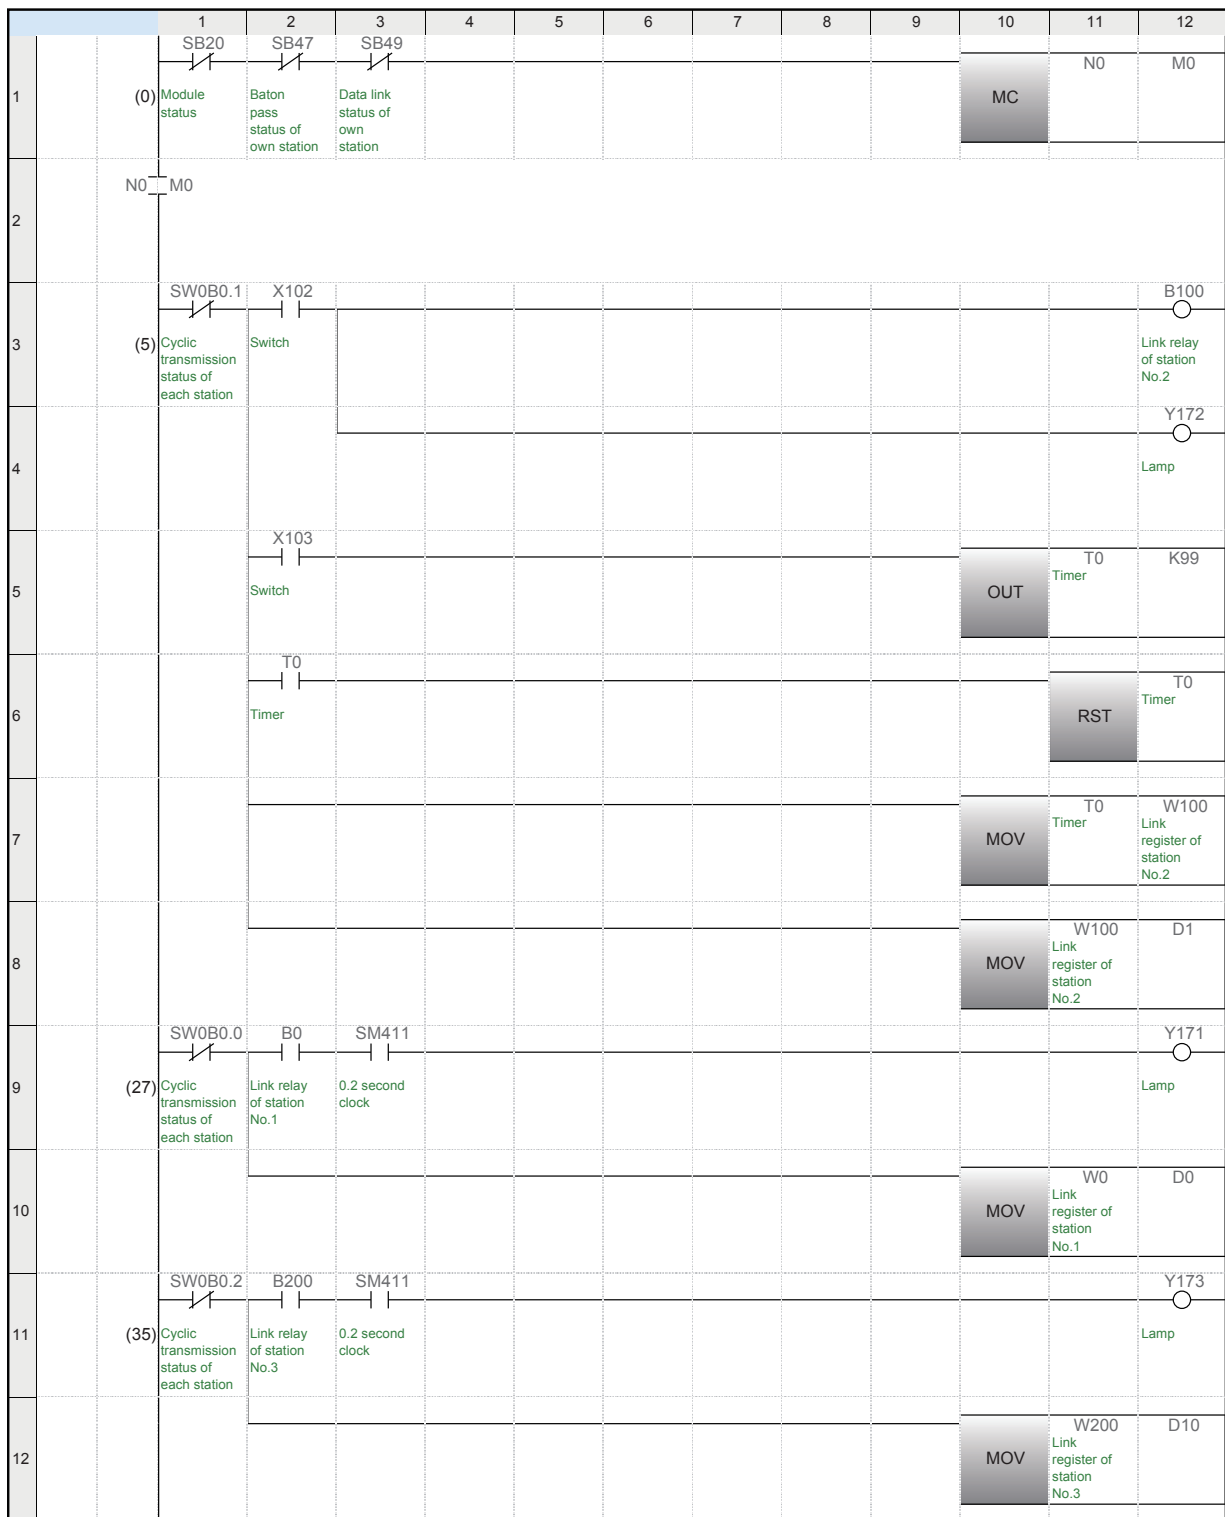 1 2 3 4 5 6 7 8 9 10 11 12
SB20 SB47 SB49
N0 M0
1 (0) MC
Module Baton Data link
status pass status of
status of own
own station station
N0 M0
2
SW0B0.1 X102 B100
3 (5) Cyclic Switch Link relay
transmission of station
status of No.2
each station
Y172
4 Lamp
X103
T0 K99
Timer
5 Switch OUT
T0
T0
Timer
6 Timer RST
T0 W100
Timer Link
7 MOV register of
station
No.2
W100 D1
Link
8 MOV register of
station
No.2
SW0B0.0 B0 SM411 Y171
9 (27) Cyclic Link relay 0.2 second Lamp
transmission of station clock
status of No.1
each station
W0 D0
Link
10 MOV register of
station
No.1
SW0B0.2 B200 SM411 Y173
11 (35) Cyclic Link relay 0.2 second Lamp
transmission of station clock
status of No.3
each station
W200 D10
Link
12 MOV register of
station
No.3